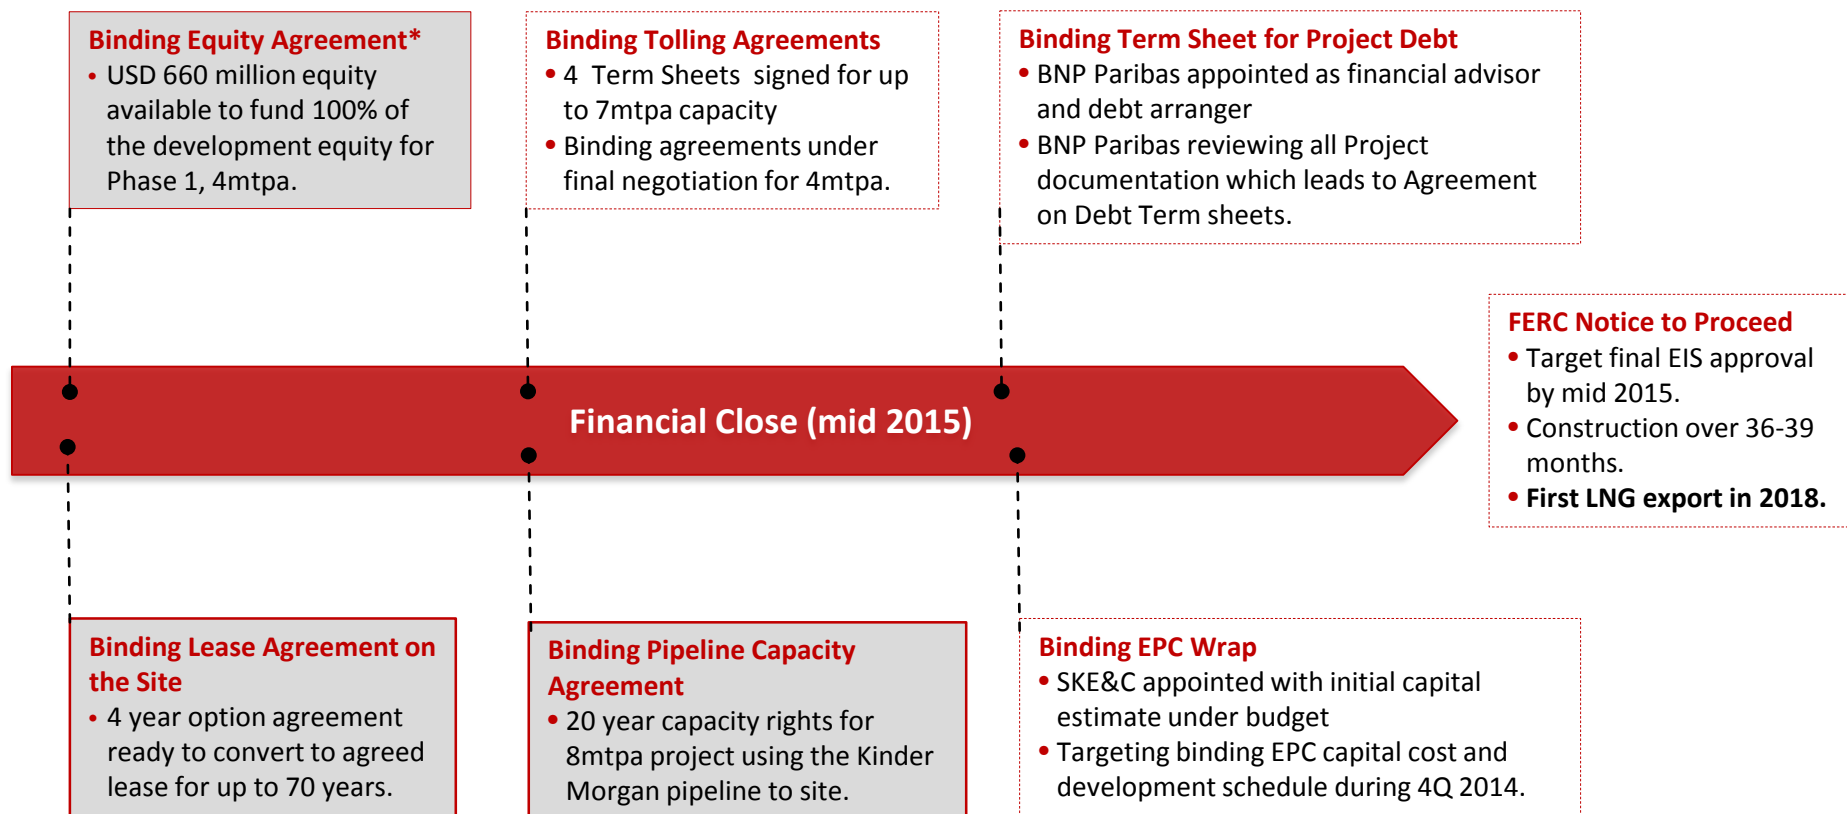 Binding Equity Agreement*
• USD 660 million equity
available to fund 100% of
the development equity for
Phase 1, 4mtpa.
Binding Tolling Agreements
• 4 Term Sheets signed for up
to 7mtpa capacity
• Binding agreements under
final negotiation for 4mtpa.
Binding Term Sheet for Project Debt
• BNP Paribas appointed as financial advisor
and debt arranger
• BNP Paribas reviewing all Project
documentation which leads to Agreement
on Debt Term sheets.
Financial Close (mid 2015)
FERC Notice to Proceed
• Target final EIS approval
by mid 2015.
• Construction over 36-39
months.
• First LNG export in 2018.
Binding Lease Agreement on
the Site
• 4 year option agreement
ready to convert to agreed
lease for up to 70 years.
Binding Pipeline Capacity
Agreement
• 20 year capacity rights for
8mtpa project using the Kinder
Morgan pipeline to site.
Binding EPC Wrap
• SKE&C appointed with initial capital
estimate under budget
• Targeting binding EPC capital cost and
development schedule during 4Q 2014.